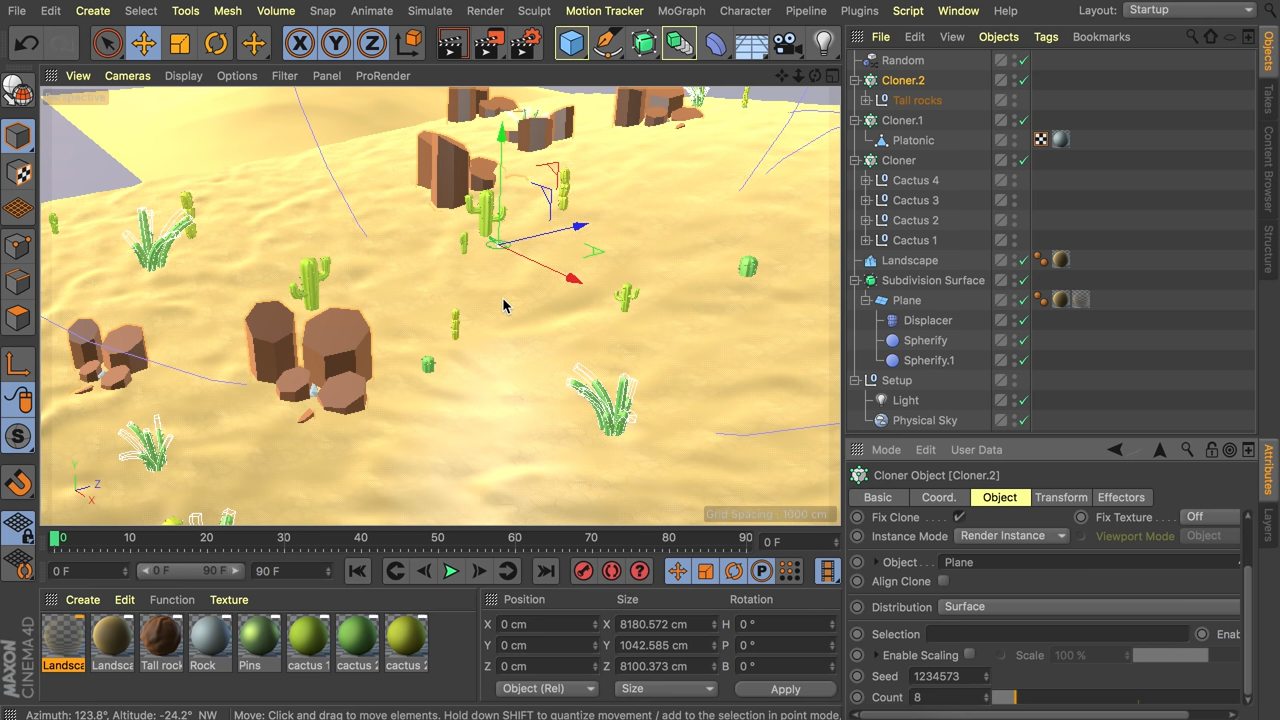 File Edit Create Select Tools Mesh Volume Snap Animate Simulate Render Sculpt Motion Tracker MoGraph Character Pipeline Plugins Script Window Help Layout: Startup
X Y Z
File Edit View Objects Tags Bookmarks
View Cameras Display Options Filter Panel ProRender
Perspective
Random
Cloner.2
Tall rocks
Cloner.1
Platonic
Cloner
Cactus 4
Cactus 3
Cactus 2
Cactus 1
Landscape
Subdivision Surface
Plane
Displacer
Spherify
Spherify.1
Setup
Light
Physical Sky
Objects
Takes
Content Browser
Structure
Y
Z
X
Grid Spacing : 1000 cm
Mode Edit User Data
Cloner Object [Cloner.2]
Basic Coord. Object Transform Effectors
Fix Clone Fix Texture Off
Instance Mode Render Instance Viewport Mode Object
Object Plane
Align Clone
Distribution Surface
Selection Enab
Enable Scaling Scale 100 %
Seed 1234573
Count 8
Attributes
Layers
0 10 20 30 40 50 60 70 80 90 0 F
0 F 0 F 90 F 90 F
P
S
Create Edit Function Texture
Landsca Landsca Tall rock Rock Pins cactus 1 cactus 2 cactus 2
Position Size Rotation
X 0 cm X 8180.572 cm H 0 °
Y 0 cm Y 1042.585 cm P 0 °
Z 0 cm Z 8100.373 cm B 0 °
Object (Rel) Size Apply
MAXON
CINEMA4D
Azimuth: 123.8°, Altitude: -24.2° NW Move: Click and drag to move elements. Hold down SHIFT to quantize movement / add to the selection in point mode,